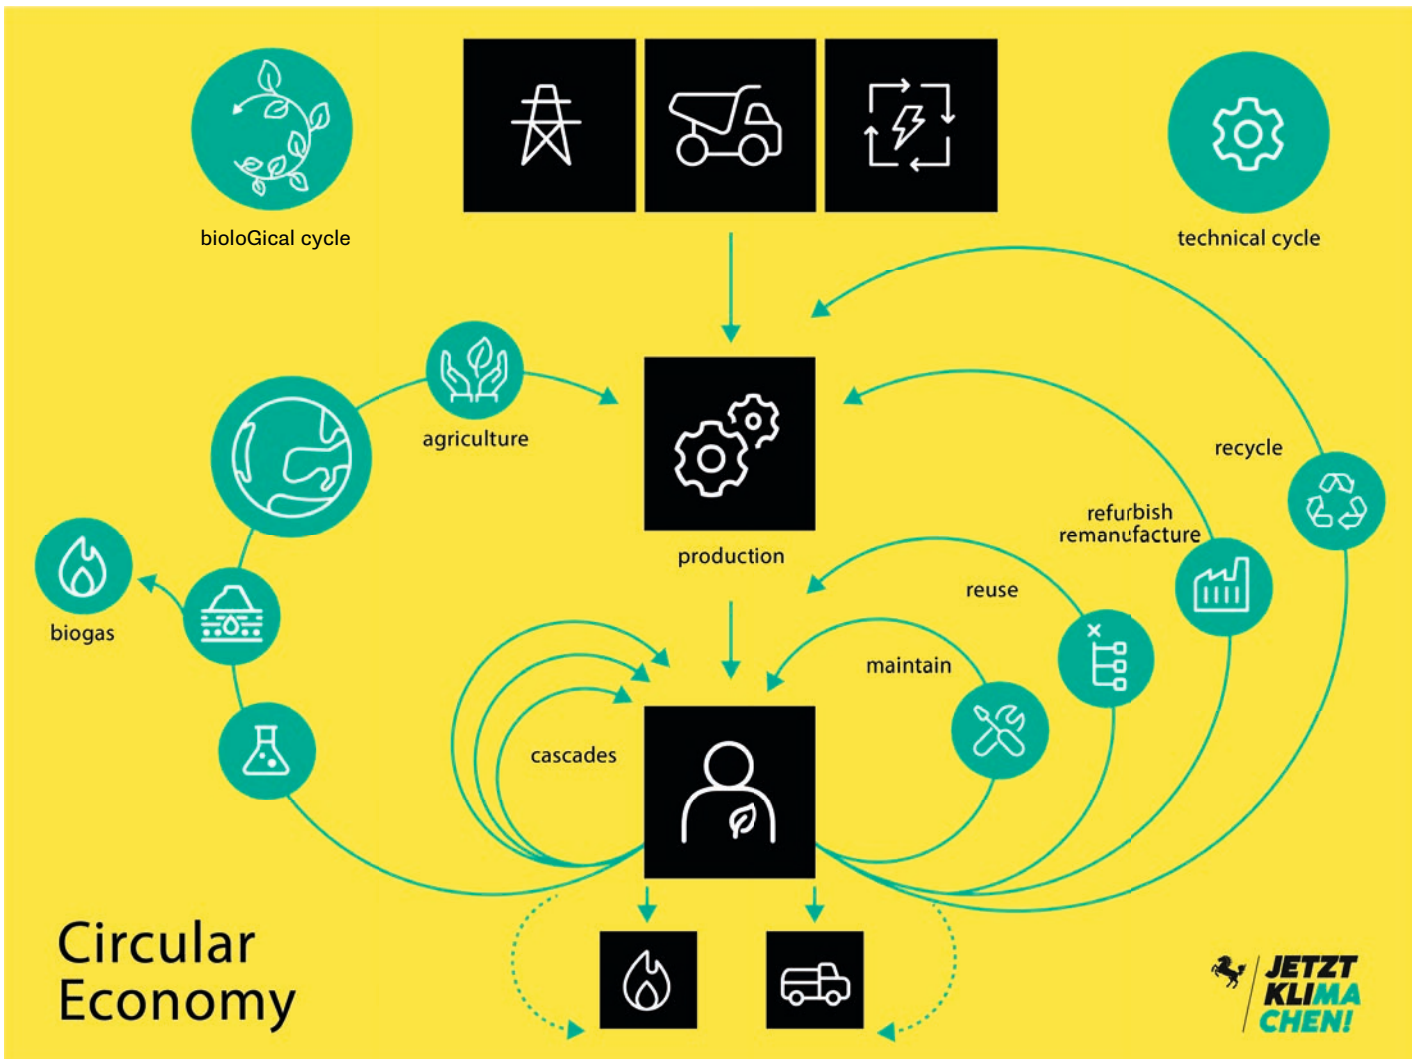 bioloGical cycle
technical cycle
agriculture
recycle
refurbish
remanufacture
production
reuse
biogas
maintain
cascades
Circular
Economy
JETZT
KLIMA
CHEN!